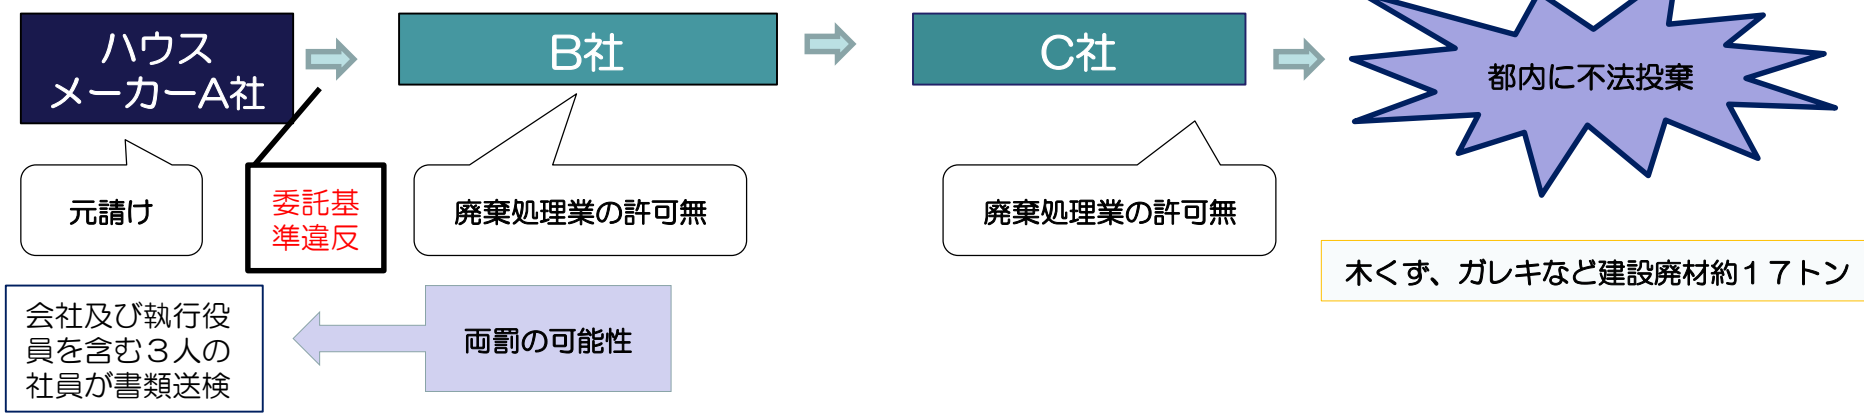 ハウス
メーカーA社
B社
C社
都内に不法投棄
元請け
委託基
準違反
廃棄処理業の許可無
廃棄処理業の許可無
木くず、ガレキなど建設廃材約１７トン
会社及び執行役
員を含む３人の
社員が書類送検
両罰の可能性